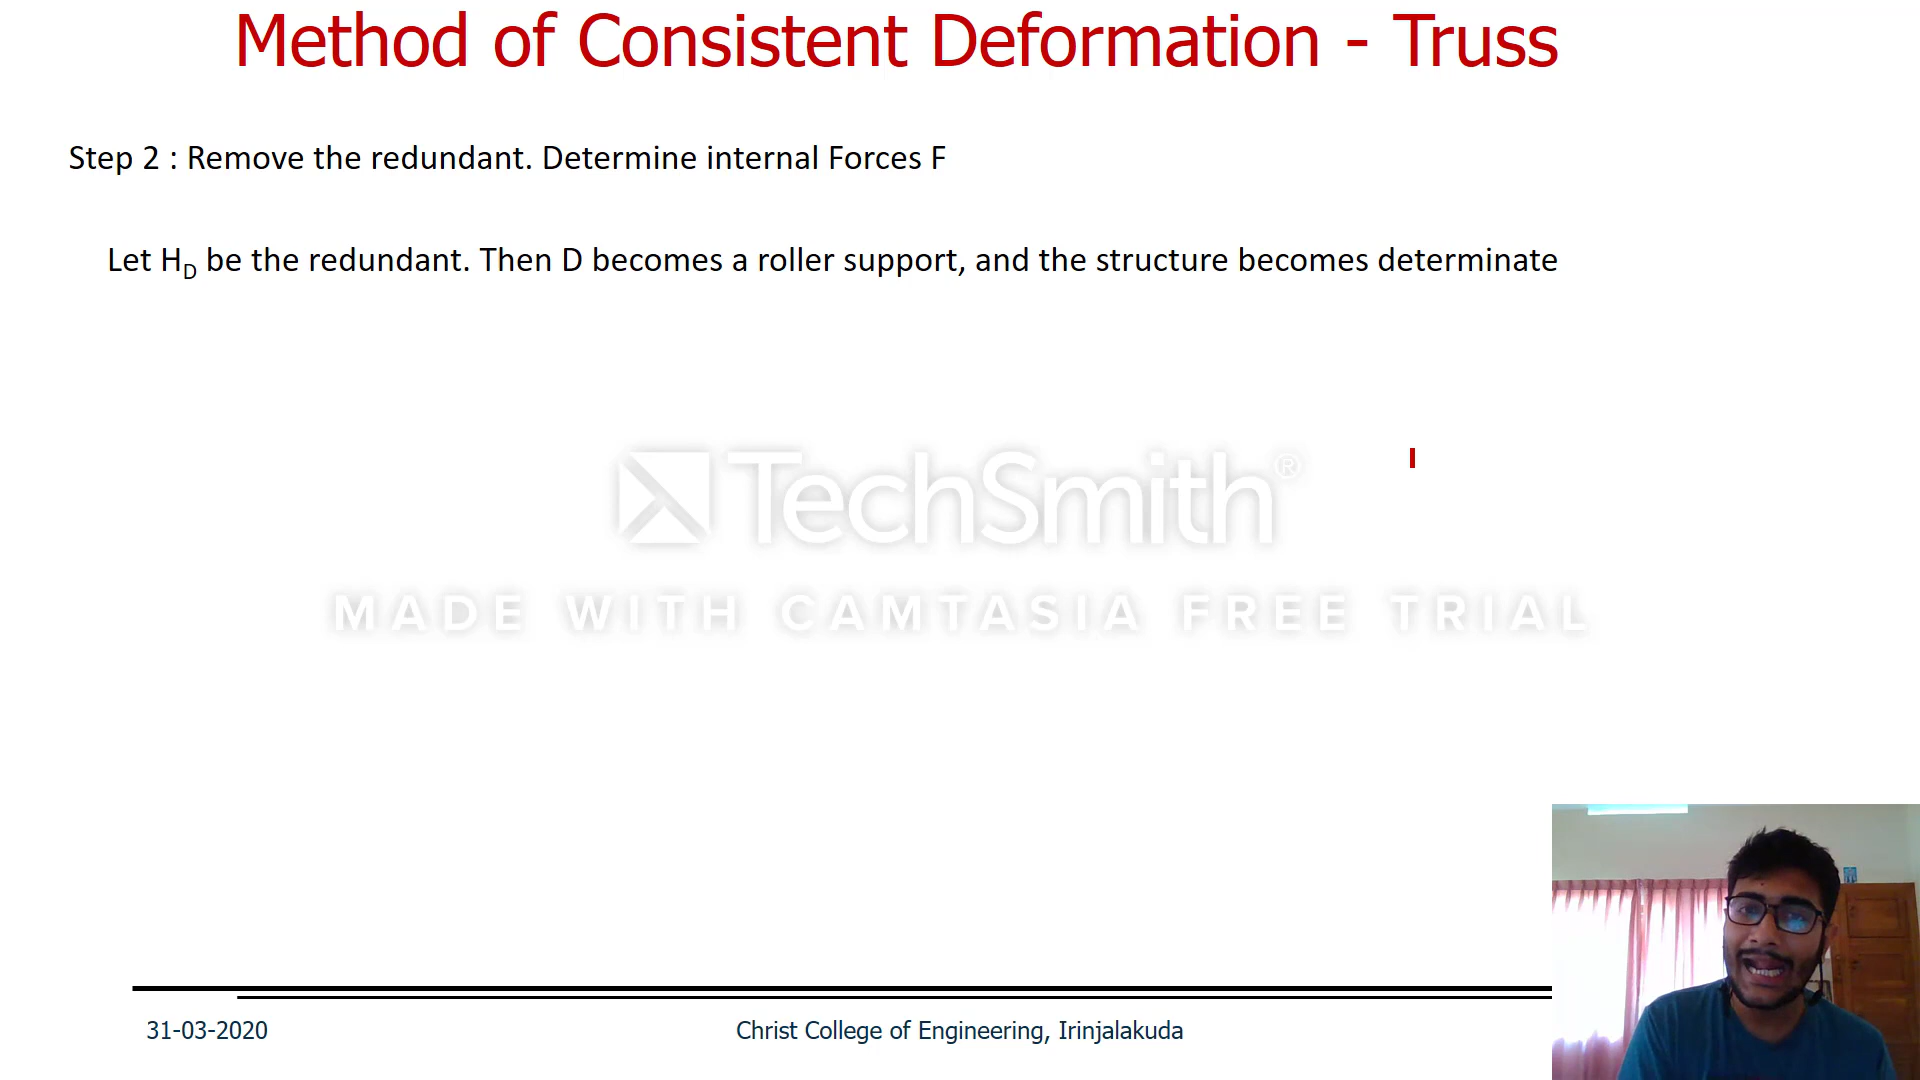 Method of Consistent Deformation - Truss
Step 2 : Remove the redundant. Determine internal Forces F
Let HD be the redundant. Then D becomes a roller support, and the structure becomes determinate
TechSmith®
MADE WITH CAMTASIA FREE TRIAL
31-03-2020
Christ College of Engineering, Irinjalakuda